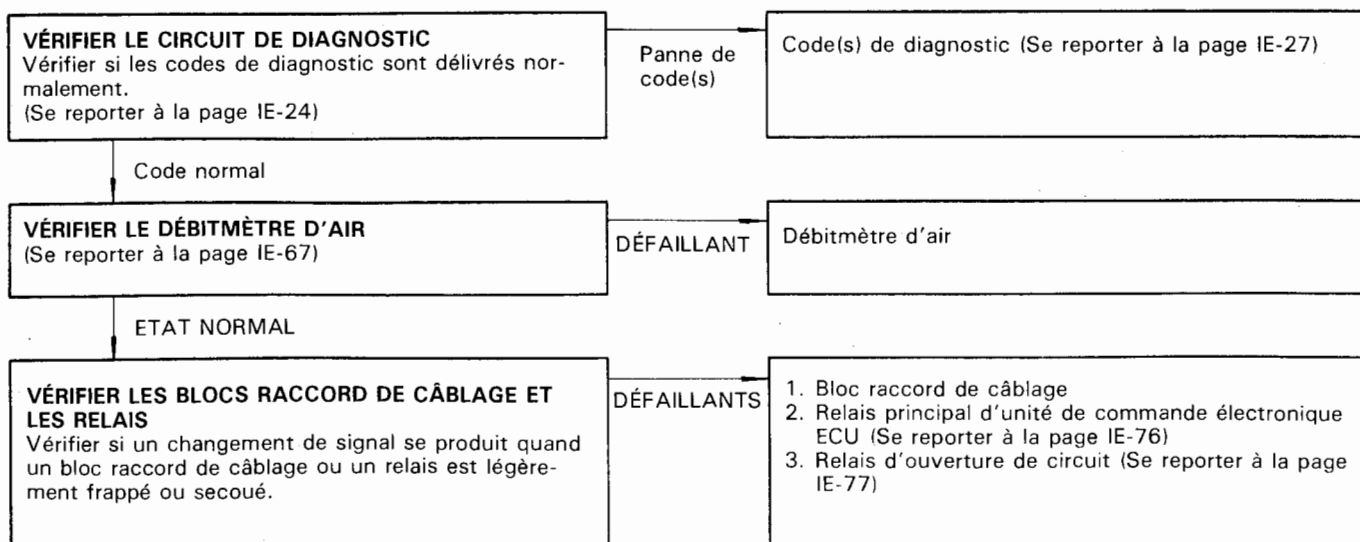 VÉRIFIER LE CIRCUIT DE DIAGNOSTIC
Vérifier si les codes de diagnostic sont délivrés nor-
malement.
(Se reporter à la page IE-24)
Panne de
code(s)
Code(s) de diagnostic (Se reporter à la page IE-27)
Code normal
VÉRIFIER LE DÉBITMÈTRE D'AIR
(Se reporter à la page IE-67)
DÉFAILLANT
Débitmètre d'air
ETAT NORMAL
VÉRIFIER LES BLOCS RACCORD DE CÂBLAGE ET
LES RELAIS
Vérifier si un changement de signal se produit quand
un bloc raccord de câblage ou un relais est légère-
ment frappé ou secoué.
DÉFAILLANTS
1. Bloc raccord de câblage
2. Relais principal d'unité de commande électronique
ECU (Se reporter à la page IE-76)
3. Relais d'ouverture de circuit (Se reporter à la page
IE-77)